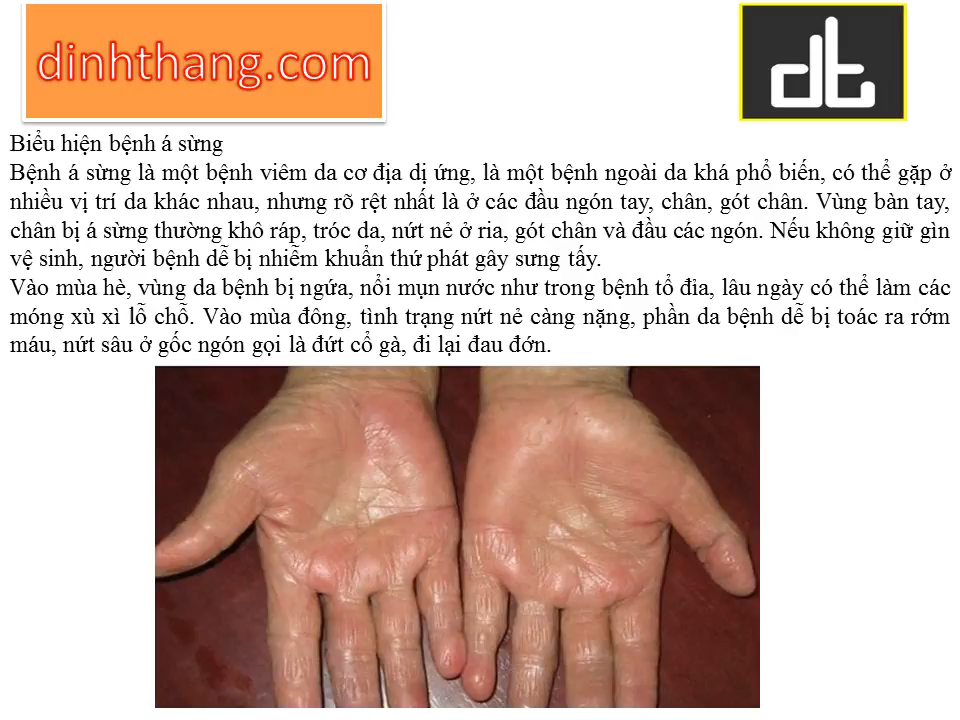 dinhthang.com
dt
Biểu hiện bệnh á sừng
Bệnh á sừng là một bệnh viêm da cơ địa dị ứng, là một bệnh ngoài da khá phổ biến, có thể gặp ở
nhiều vị trí da khác nhau, nhưng rõ rệt nhất là ở các đầu ngón tay, chân, gót chân. Vùng bàn tay,
chân bị á sừng thường khô ráp, tróc da, nứt nẻ ở ria, gót chân và đầu các ngón. Nếu không giữ gìn
vệ sinh, người bệnh dễ bị nhiễm khuẩn thứ phát gây sưng tấy.
Vào mùa hè, vùng da bệnh bị ngứa, nổi mụn nước như trong bệnh tổ đỉa, lâu ngày có thể làm các
móng xù xì lỗ chỗ. Vào mùa đông, tình trạng nứt nẻ càng nặng, phần da bệnh dễ bị toác ra rớm
máu, nứt sâu ở gốc ngón gọi là đứt cổ gà, đi lại đau đớn.